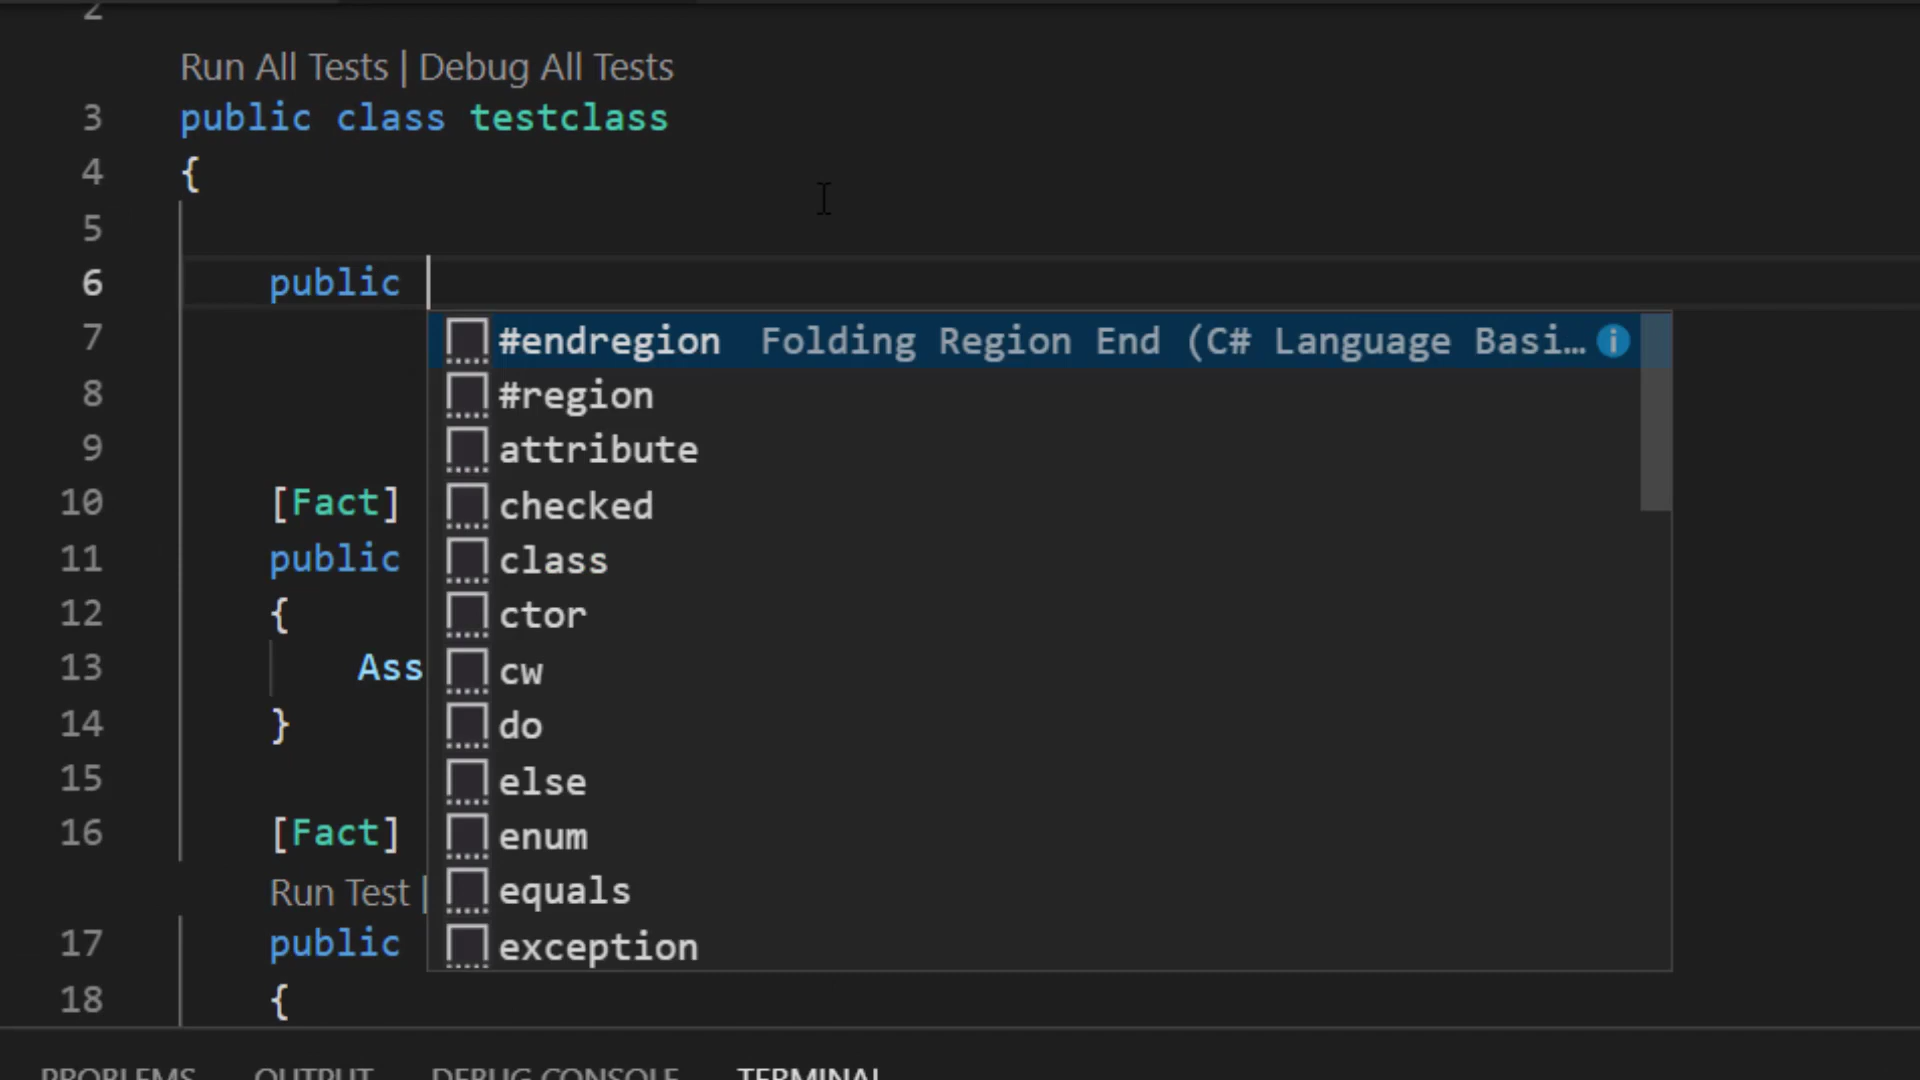 2
Run All Tests | Debug All Tests
3 public class testclass
4 {
5
6 public
7 #endregion Folding Region End (C# Language Basi…
8 #region
9 attribute
10 [Fact] checked
11 public class
12 { ctor
13 Ass cw
14 } do
15 else
16 [Fact] enum
Run Test | equals
17 public exception
18 {
PROBLEMS OUTPUT DEBUG CONSOLE TERMINAL